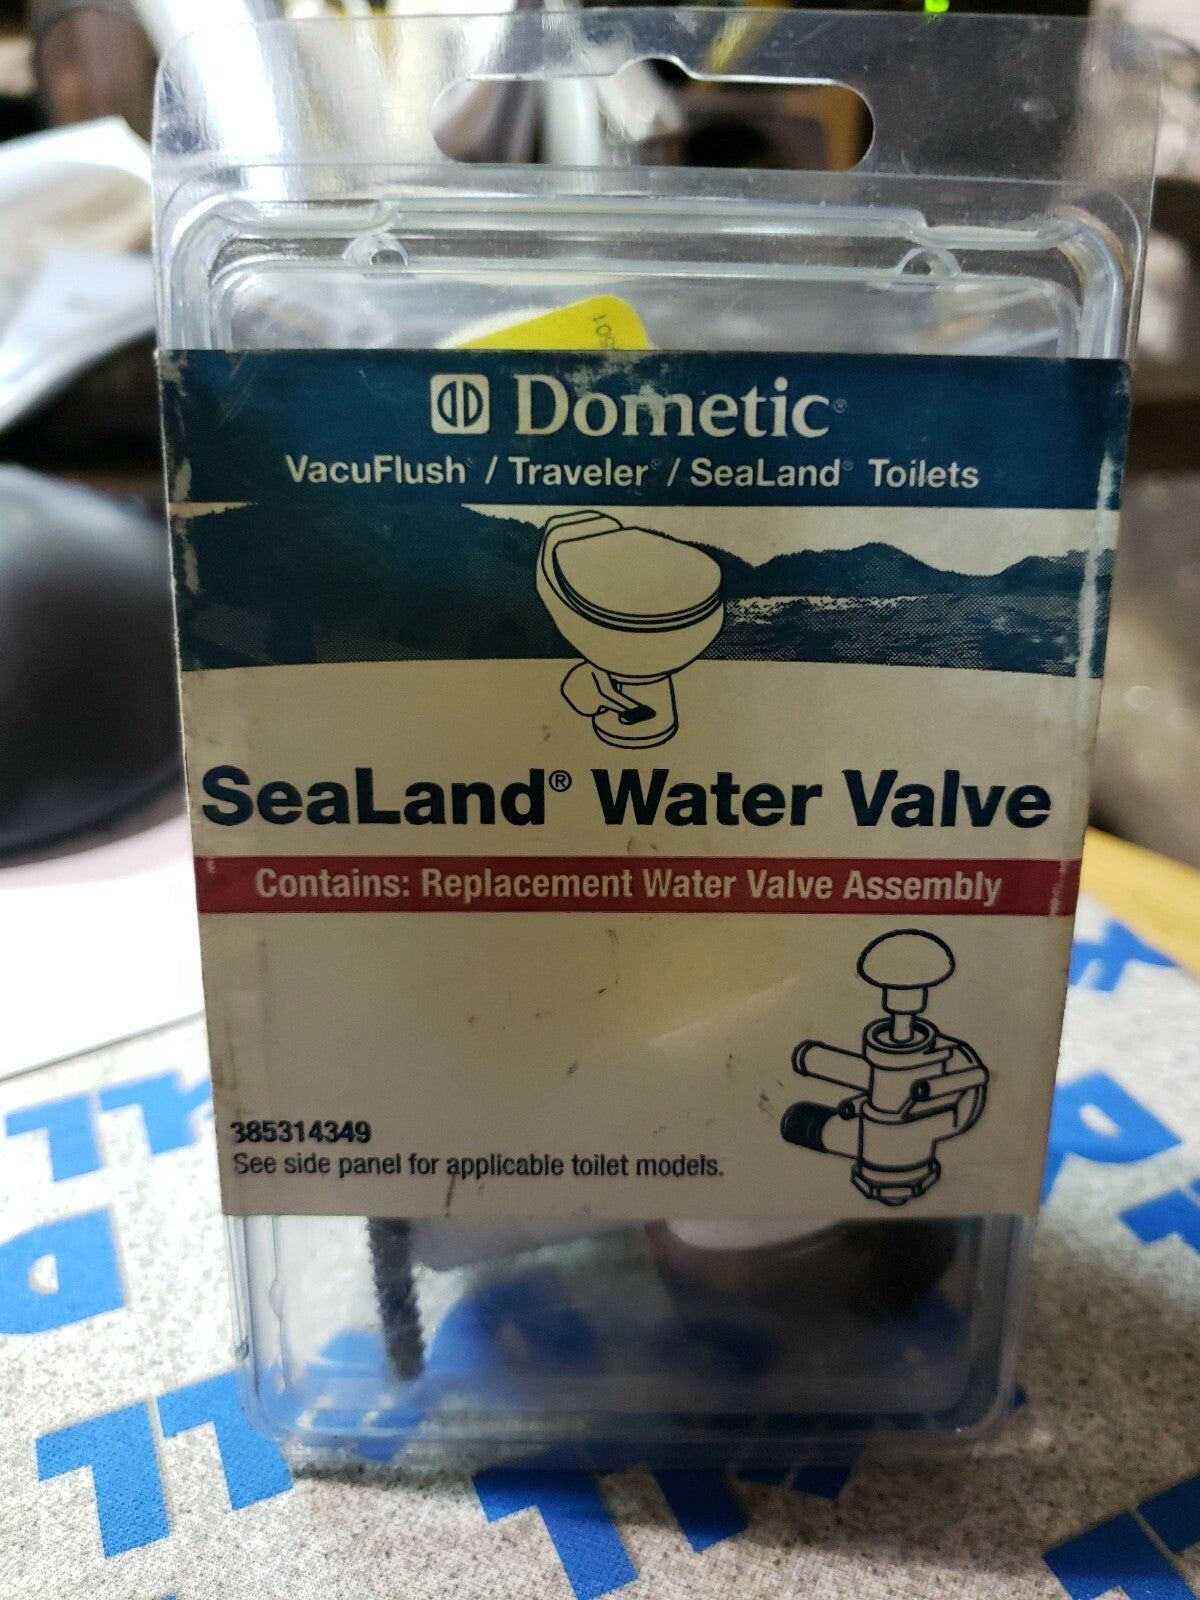 Dometic®
VacuFlush® / Traveler® / SeaLand® Toilets
SeaLand® Water Valve
Contains: Replacement Water Valve Assembly
385314349
See side panel for applicable toilet models.